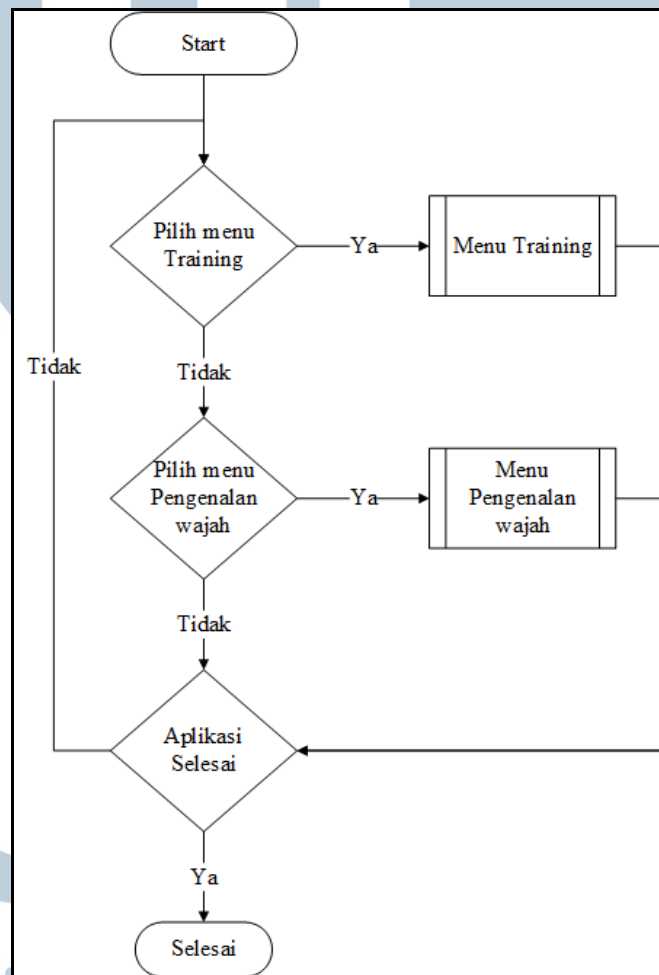 Start
Pilih menu
Training
Ya
Menu Training
Tidak
Tidak
Pilih menu
Pengenalan
wajah
Ya
Menu
Pengenalan
wajah
Tidak
Aplikasi
Selesai
Ya
Selesai